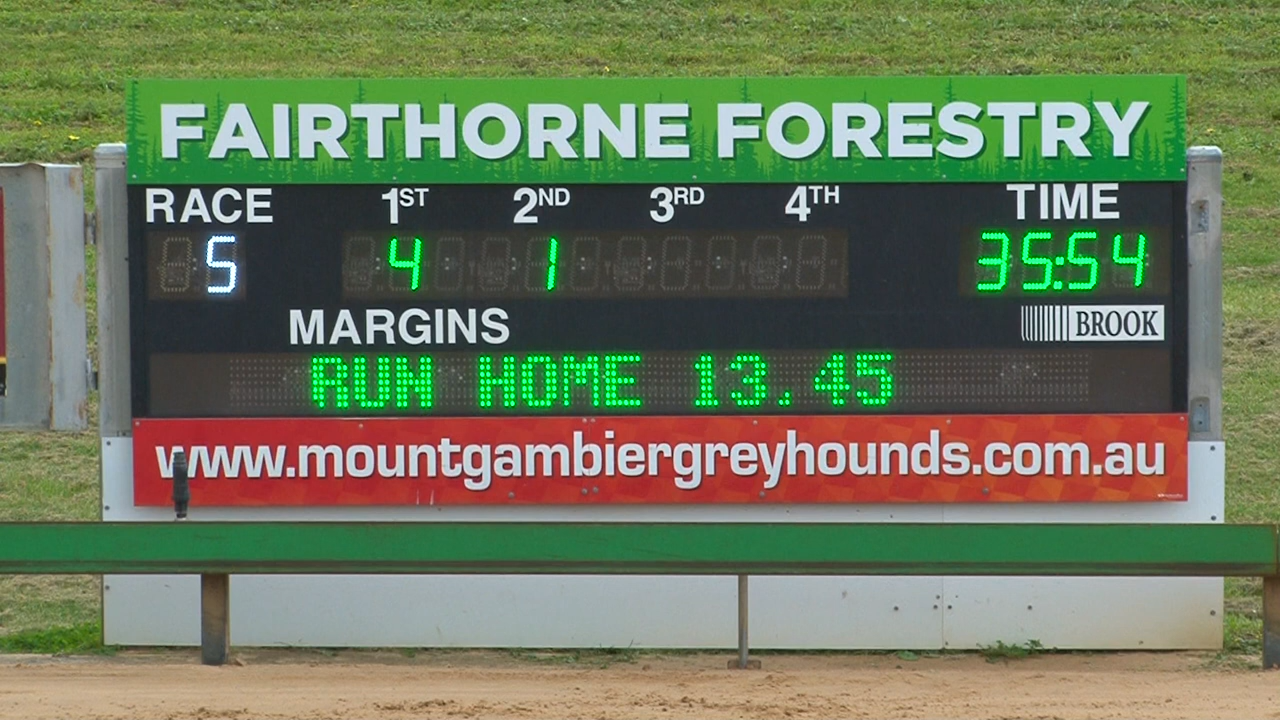 FAIRTHORNE FORESTRY
RACE 1ST 2ND 3RD 4TH TIME
5 4 1 35:54
MARGINS BROOK
RUN HOME 13.45
www.mountgambiergreyhounds.com.au